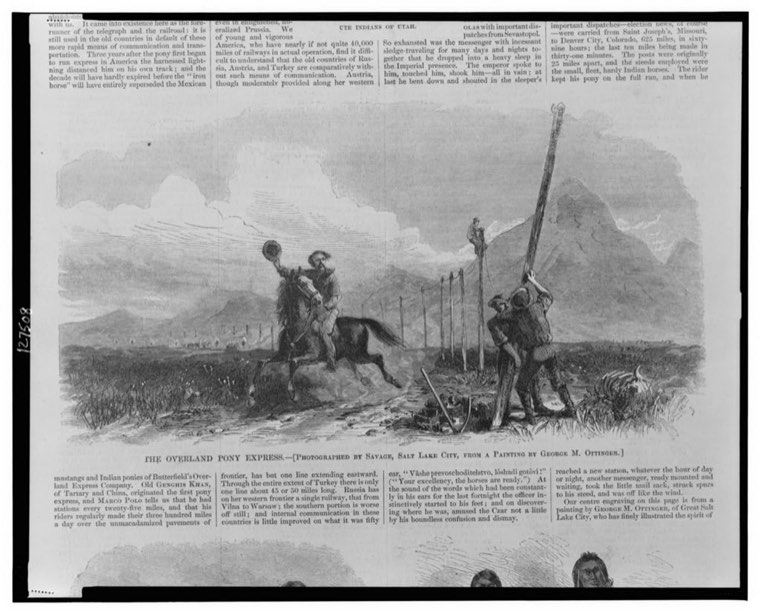 with us. It came into existence here as the fore-
runner of the telegraph and the railroad: it is
still used in the old countries in default of these
more rapid means of communication and trans-
portation. Three years after the pony first began
to run express in America the harnessed light-
ning distanced him on his own track; and the
decade will have hardly expired before the "iron
horse" will have entirely superseded the Mexican
eralized Prussia. We
of young and vigorous
America, who have nearly if not quite 40,000
miles of railways in actual operation, find it diffi-
cult to understand that the old countries of Rus-
sia, Austria, and Turkey are comparatively with-
out such means of communication. Austria,
though moderately provided along her western
UTE INDIANS OF UTAH.
OLAS with important dis-
patches from Sevastopol.
So exhausted was the messenger with incessant
sledge-traveling for many days and nights to-
gether that he dropped into a heavy sleep in
the Imperial presence. The emperor spoke to
him, touched him, shook him—all in vain; at
last he bent down and shouted in the sleeper's
important dispatches—election news, of course
—were carried from Saint Joseph's, Missouri,
to Denver City, Colorado, 625 miles, in sixty-
nine hours; the last ten miles being made in
thirty-one minutes. The posts were originally
25 miles apart, and the steeds employed were
the small, fleet, hardy Indian horses. The rider
kept his pony on the full run, and when he
127508
THE OVERLAND PONY EXPRESS.—[PHOTOGRAPHED BY SAVAGE, SALT LAKE CITY, FROM A PAINTING BY GEORGE M. OTTINGER.]
mustangs and Indian ponies of Butterfield's Over-
land Express Company. Old GENGHIS KHAN,
of Tartary and China, originated the first pony
express, and MARCO POLO tells us that he had
stations every twenty-five miles, and that his
riders regularly made their three hundred miles
a day over the unmacadamized pavements of
frontier, has but one line extending eastward.
Through the entire extent of Turkey there is only
one line about 45 or 50 miles long. Russia has
on her western frontier a single railway, that from
Vilna to Warsaw; the southern portion is worse
off still; and internal communication in these
countries is little improved on what it was fifty
ear, "Vashe prevoschoditelstvo, loshadi gotovi!"
("Your excellency, the horses are ready.") At
the sound of the words which had been constant-
ly in his ears for the last fortnight the officer in-
stinctively started to his feet; and on discover-
ing where he was, amused the Czar not a little
by his boundless confusion and dismay.
reached a new station, whatever the hour of day
or night, another messenger, ready mounted and
waiting, took the little mail sack, struck spurs
to his steed, and was off like the wind.
Our centre engraving on this page is from a
painting by GEORGE M. OTTINGER, of Great Salt
Lake City, who has finely illustrated the spirit of